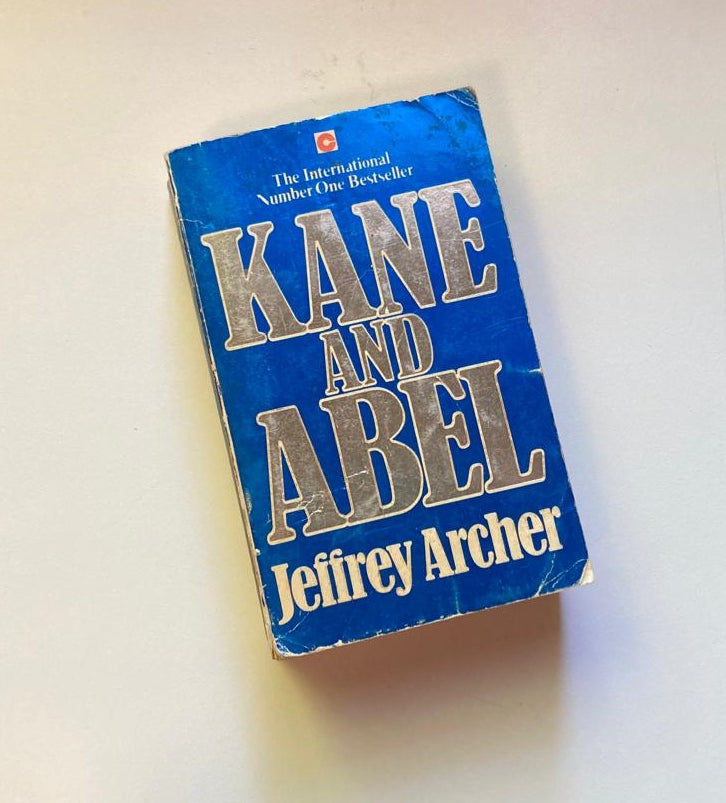 The International
Number One Bestseller
KANE
AND
ABEL
Jeffrey Archer